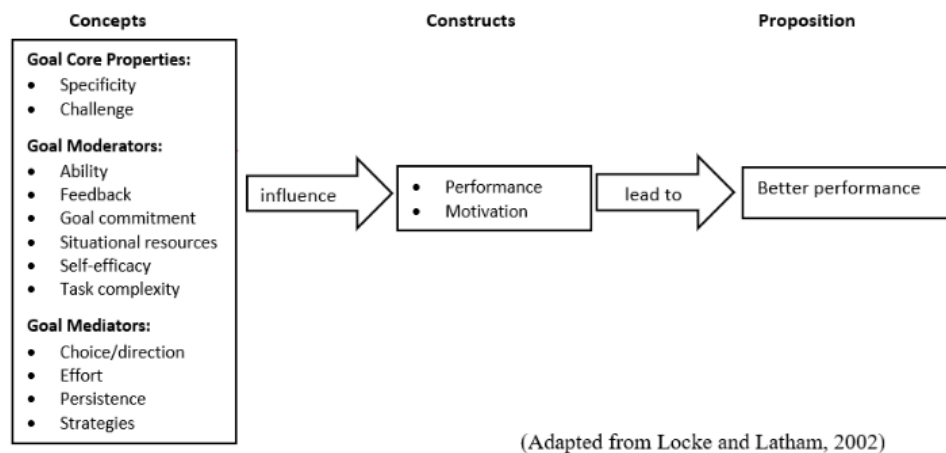 Concepts
Constructs
Proposition
Goal Core Properties:
• Specificity
• Challenge
Goal Moderators:
• Ability
• Feedback
• Goal commitment
• Situational resources
• Self-efficacy
• Task complexity
Goal Mediators:
• Choice/direction
• Effort
• Persistence
• Strategies
influence
• Performance
• Motivation
lead to
Better performance
(Adapted from Locke and Latham, 2002)